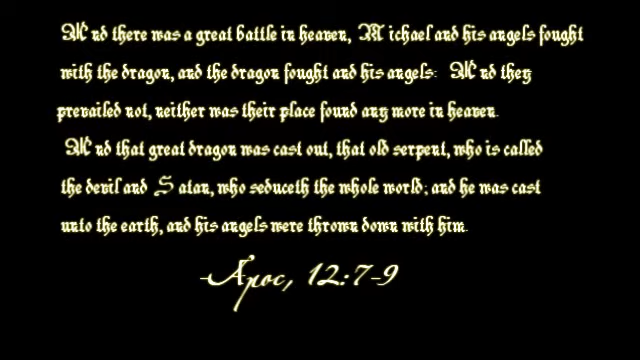 And there was a great battle in heaven, Michael and his angels fought
with the dragon, and the dragon fought and his angels: And they
prevailed not, neither was their place found any more in heaven.
And that great dragon was cast out, that old serpent, who is called
the devil and Satan, who seduceth the whole world; and he was cast
unto the earth, and his angels were thrown down with him.
-Apoc, 12:7-9